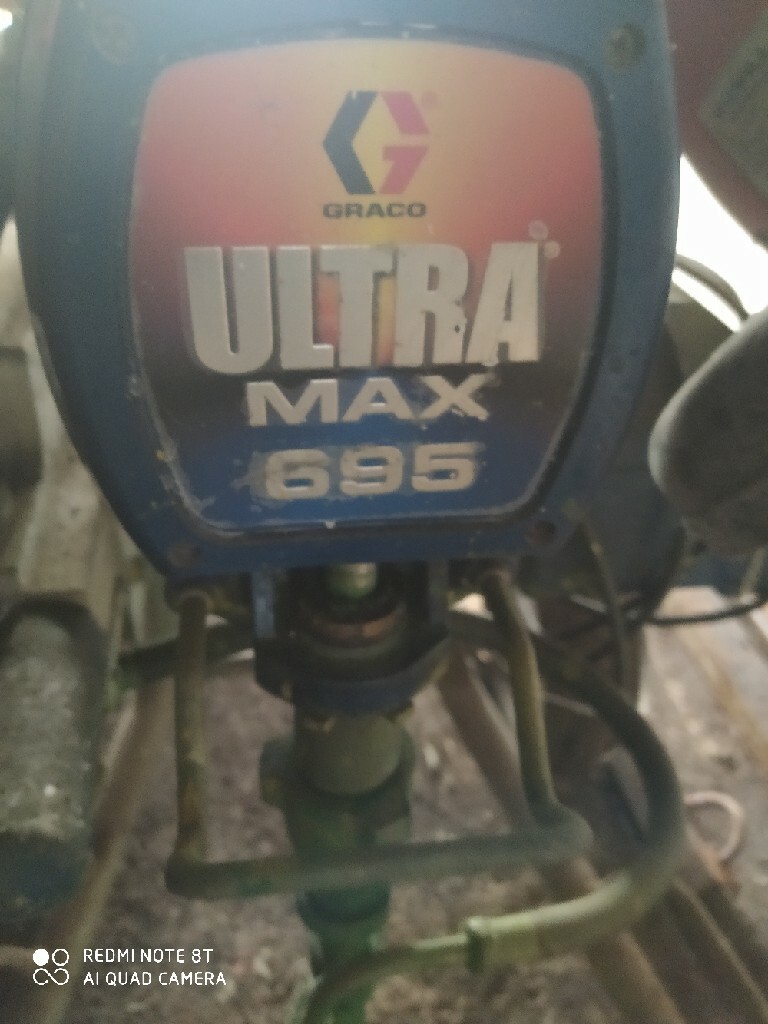 GRACO
ULTRA
MAX
695
REDMI NOTE 8T
AI QUAD CAMERA